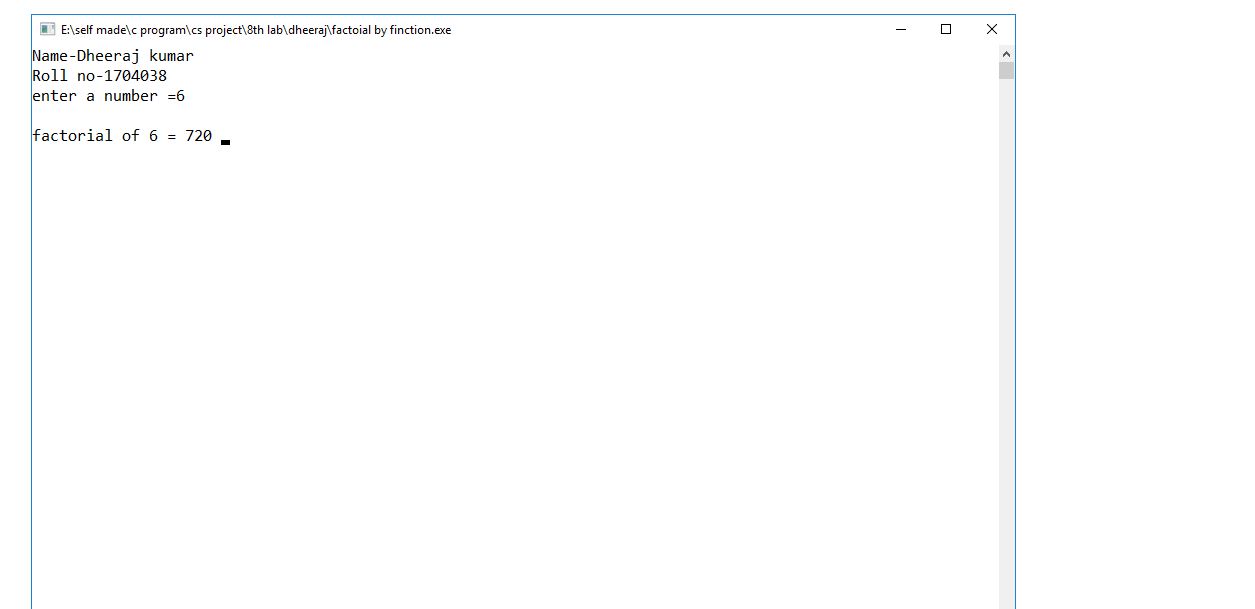 E:\self made\c program\cs project\8th lab\dheeraj\factoial by finction.exe
Name-Dheeraj kumar
Roll no-1704038
enter a number =6
factorial of 6 = 720